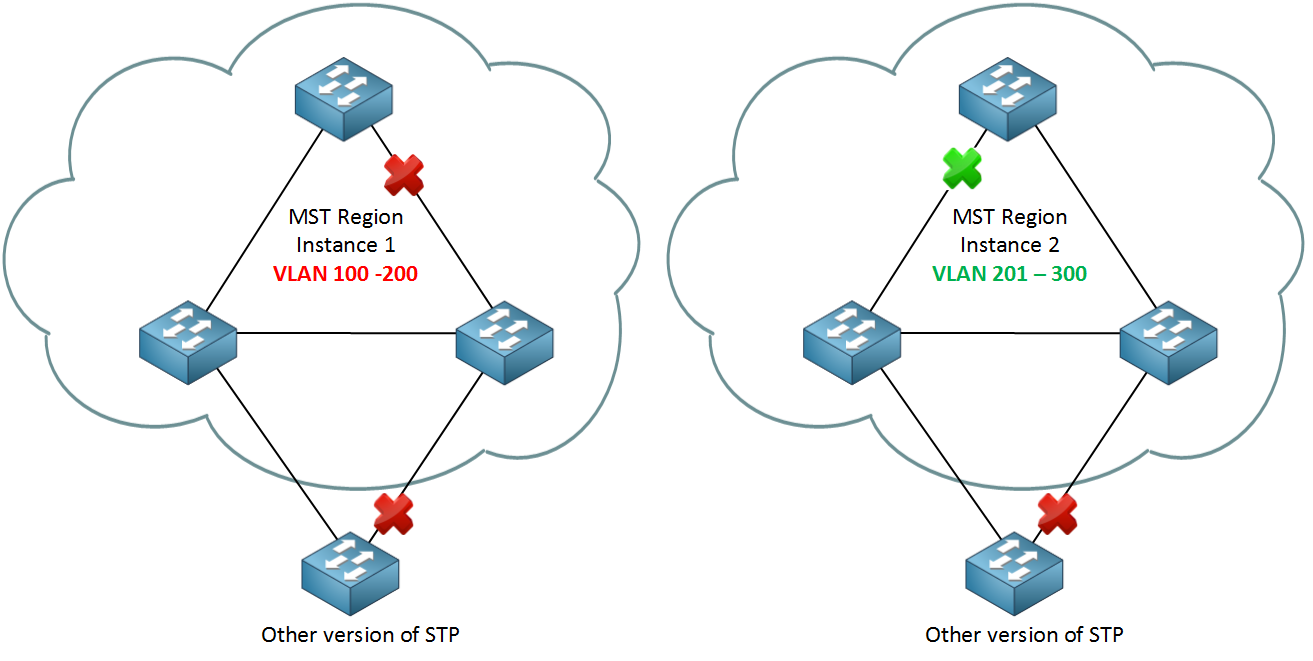 MST Region
Instance 1
VLAN 100 -200
MST Region
Instance 2
VLAN 201 – 300
Other version of STP
Other version of STP